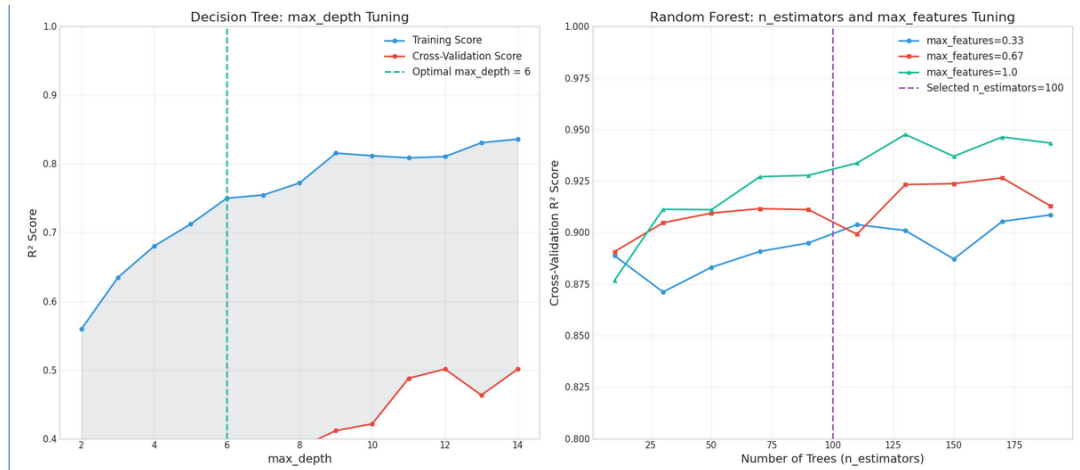 Decision Tree: max_depth Tuning
1.0
0.9
0.8
0.7
0.6
0.5
0.4
R² Score
Training Score
Cross-Validation Score
Optimal max_depth = 6
2
4
6
8
10
12
14
max_depth
Random Forest: n_estimators and max_features Tuning
1.000
0.975
0.950
0.925
0.900
0.875
0.850
0.825
0.800
Cross-Validation R² Score
max_features=0.33
max_features=0.67
max_features=1.0
Selected n_estimators=100
25
50
75
100
125
150
175
Number of Trees (n_estimators)